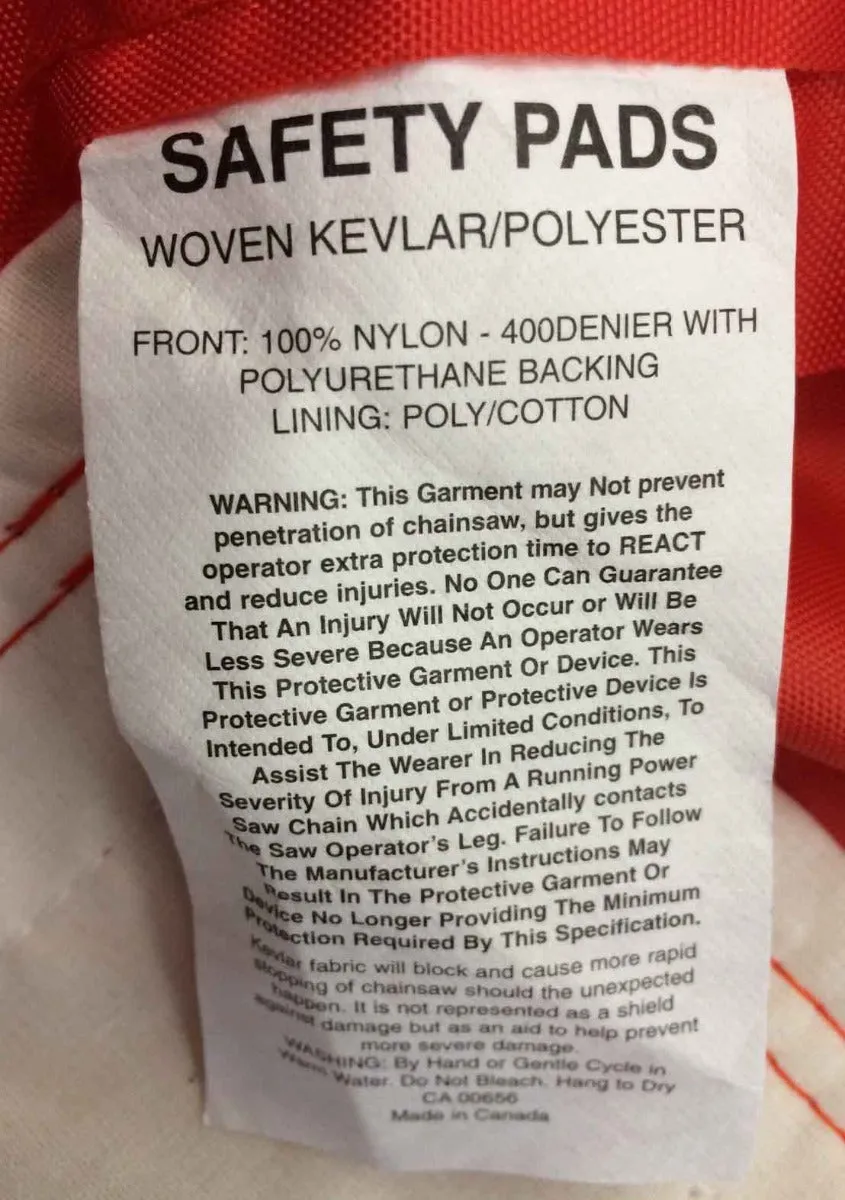 SAFETY PADS
WOVEN KEVLAR/POLYESTER
FRONT: 100% NYLON - 400DENIER WITH
POLYURETHANE BACKING
LINING: POLY/COTTON
WARNING: This Garment may Not prevent
penetration of chainsaw, but gives the
operator extra protection time to REACT
and reduce injuries. No One Can Guarantee
That An Injury Will Not Occur or Will Be
Less Severe Because An Operator Wears
This Protective Garment Or Device. This
Protective Garment or Protective Device Is
Intended To, Under Limited Conditions, To
Assist The Wearer In Reducing The
Severity Of Injury From A Running Power
Saw Chain Which Accidentally contacts
The Saw Operator's Leg. Failure To Follow
The Manufacturer's Instructions May
Result In The Protective Garment Or
Device No Longer Providing The Minimum
Protection Required By This Specification.
Kevlar fabric will block and cause more rapid
stopping of chainsaw should the unexpected
happen. It is not represented as a shield
against damage but as an aid to help prevent
more severe damage.
WASHING: By Hand or Gentle Cycle in
Warm Water. Do Not Bleach. Hang to Dry
CA 00656
Made in Canada